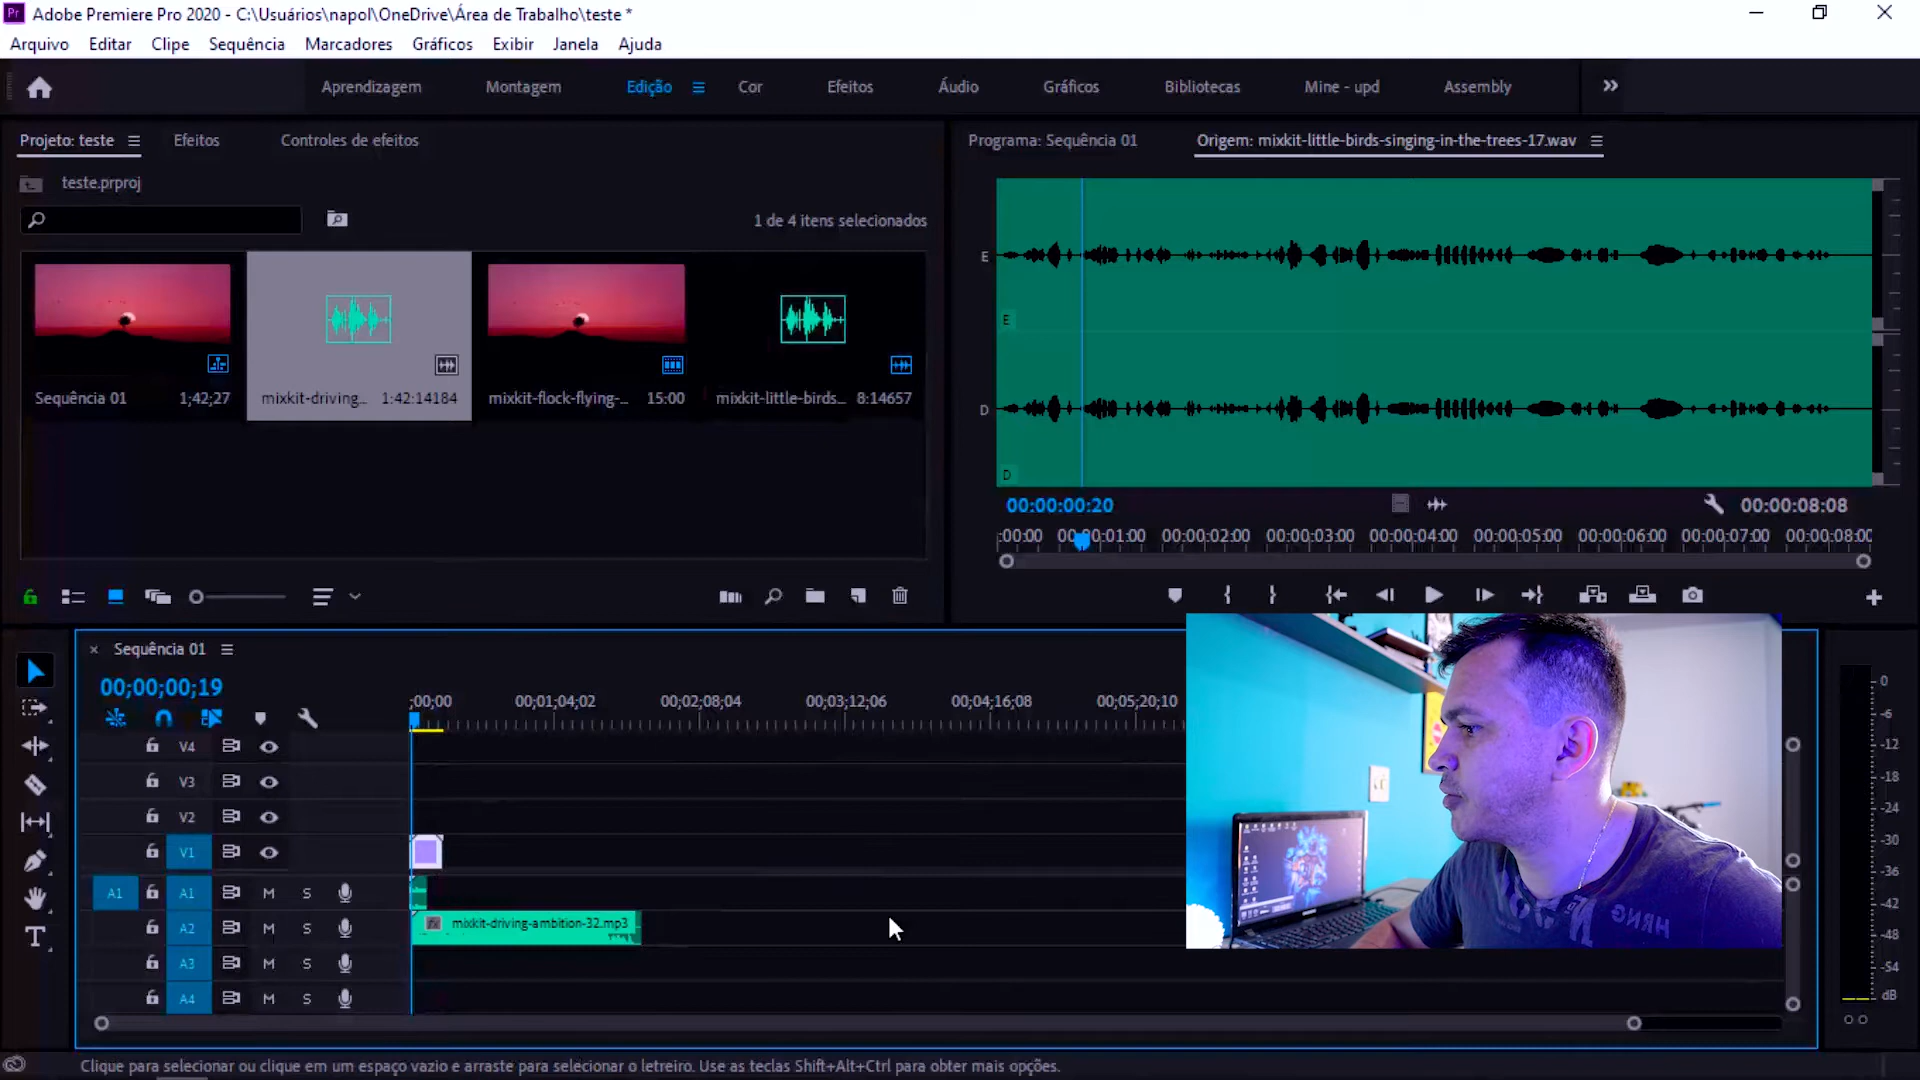 Pr Adobe Premiere Pro 2020 - C:\Usuários\napol\OneDrive\Área de Trabalho\teste *
Arquivo Editar Clipe Sequência Marcadores Gráficos Exibir Janela Ajuda
Aprendizagem Montagem Edição Cor Efeitos Áudio Gráficos Bibliotecas Mine - upd Assembly
Projeto: teste Efeitos Controles de efeitos
teste.prproj
1 de 4 itens selecionados
Sequência 01 1;42;27 mixkit-driving... 1:42:14184 mixkit-flock-flying-... 15:00 mixkit-little-birds... 8:14657
Programa: Sequência 01 Origem: mixkit-little-birds-singing-in-the-trees-17.wav
E
E
D
D
00:00:00:20 00:00:08:08
:00:00 00:00:01:00 00:00:02:00 00:00:03:00 00:00:04:00 00:00:05:00 00:00:06:00 00:00:07:00 00:00:08:00
× Sequência 01
00;00;00;19
;00;00 00;01;04;02 00;02;08;04 00;03;12;06 00;04;16;08 00;05;20;10
V4
V3
V2
V1
A1 A1 M S
A2 M S fx mixkit-driving-ambition-32.mp3
A3 M S
A4 M S
0
-6
-12
-18
-24
-30
-36
-42
-48
-54
dB
Clique para selecionar ou clique em um espaço vazio e arraste para selecionar o letreiro. Use as teclas Shift+Alt+Ctrl para obter mais opções.